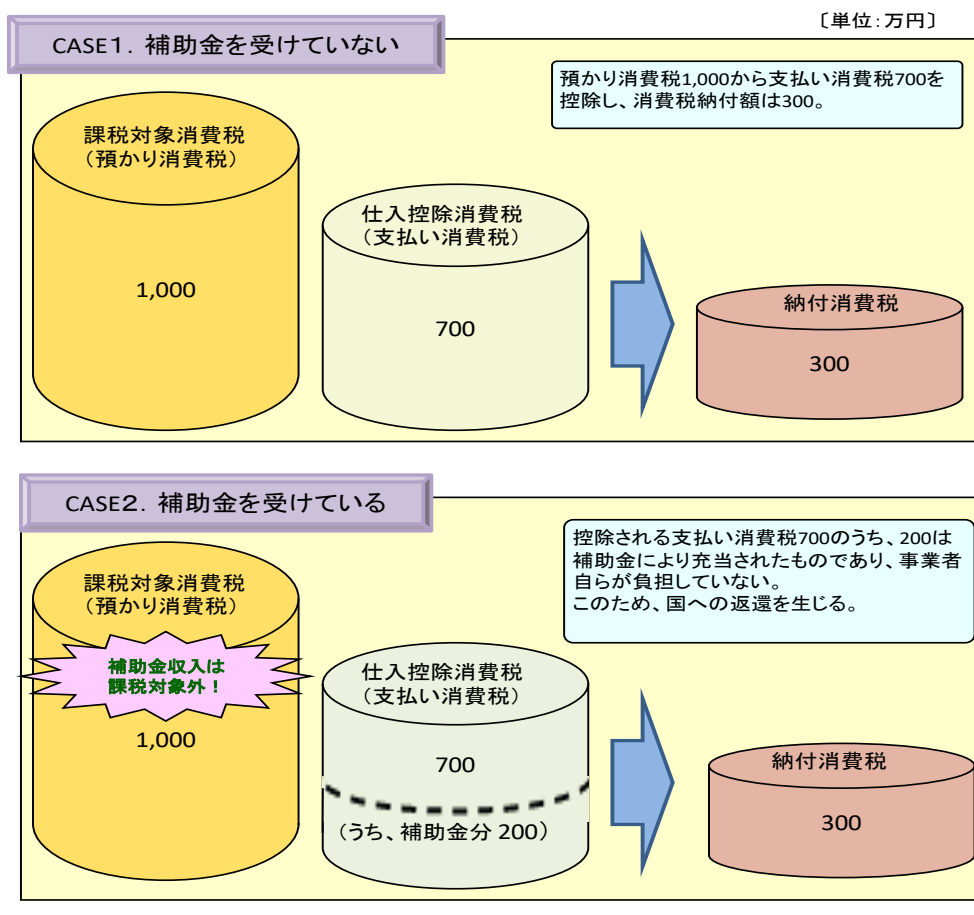 〔単位：万円〕
CASE１．補助金を受けていない
預かり消費税1,000から支払い消費税700を
控除し、消費税納付額は300。
課税対象消費税
（預かり消費税）
1,000
仕入控除消費税
（支払い消費税）
700
納付消費税
300
CASE２．補助金を受けている
控除される支払い消費税700のうち、200は
補助金により充当されたものであり、事業者
自らが負担していない。
このため、国への返還を生じる。
課税対象消費税
（預かり消費税）
補助金収入は
課税対象外！
1,000
仕入控除消費税
（支払い消費税）
700
（うち、補助金分 200）
納付消費税
300